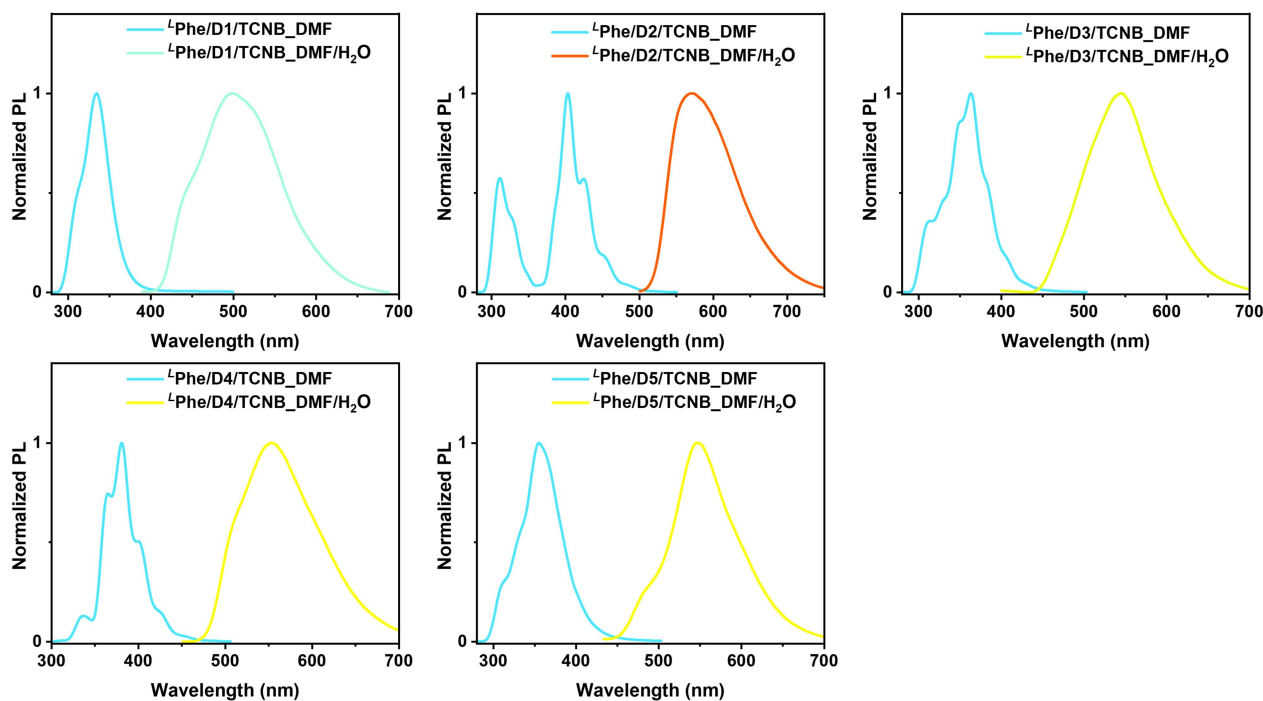 ᴸPhe/D1/TCNB_DMF
ᴸPhe/D1/TCNB_DMF/H₂O
Normalized PL
1
0
300 400 500 600 700
Wavelength (nm)
ᴸPhe/D2/TCNB_DMF
ᴸPhe/D2/TCNB_DMF/H₂O
Normalized PL
1
0
300 400 500 600 700
Wavelength (nm)
ᴸPhe/D3/TCNB_DMF
ᴸPhe/D3/TCNB_DMF/H₂O
Normalized PL
1
0
300 400 500 600 700
Wavelength (nm)
ᴸPhe/D4/TCNB_DMF
ᴸPhe/D4/TCNB_DMF/H₂O
Normalized PL
1
0
300 400 500 600 700
Wavelength (nm)
ᴸPhe/D5/TCNB_DMF
ᴸPhe/D5/TCNB_DMF/H₂O
Normalized PL
1
0
300 400 500 600 700
Wavelength (nm)